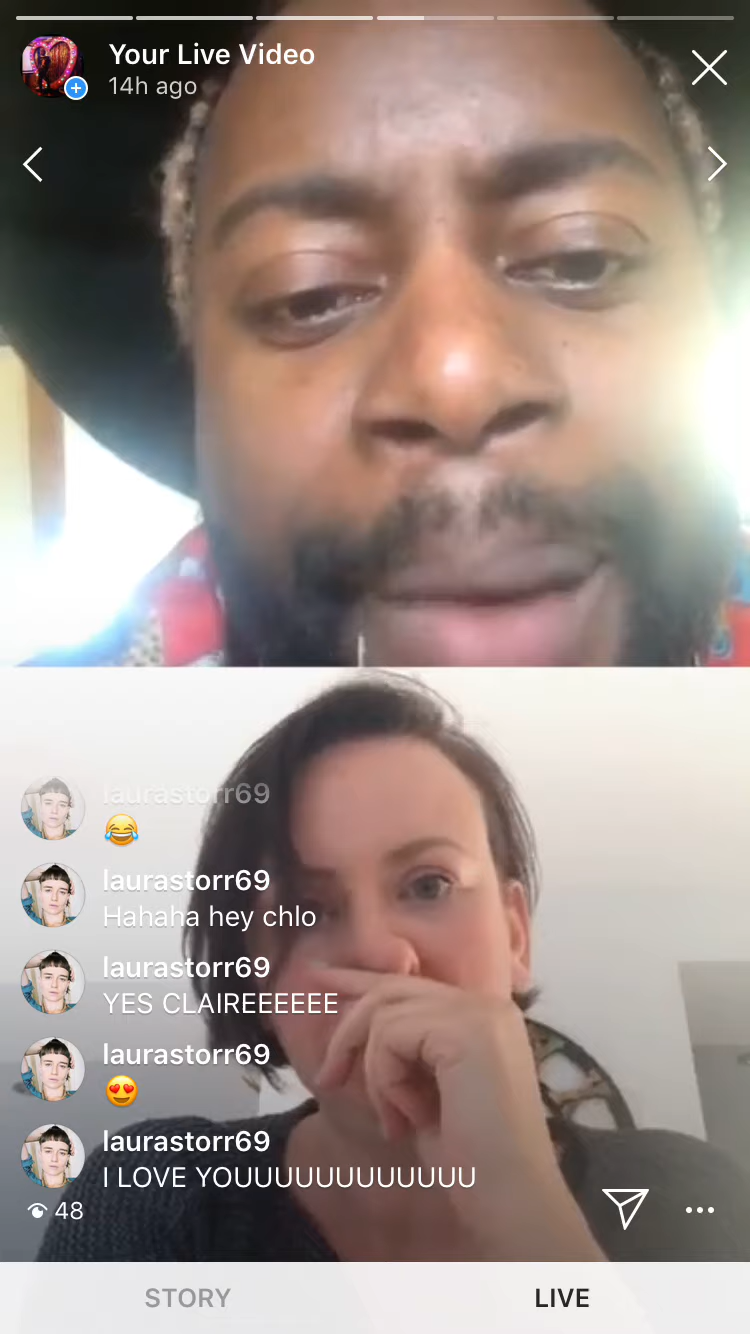 Your Live Video
14h ago
laurastorr69
😂
laurastorr69
Hahaha hey chlo
laurastorr69
YES CLAIREEEEEE
laurastorr69
😍
laurastorr69
I LOVE YOUUUUUUUUUUUUU
48
STORY
LIVE